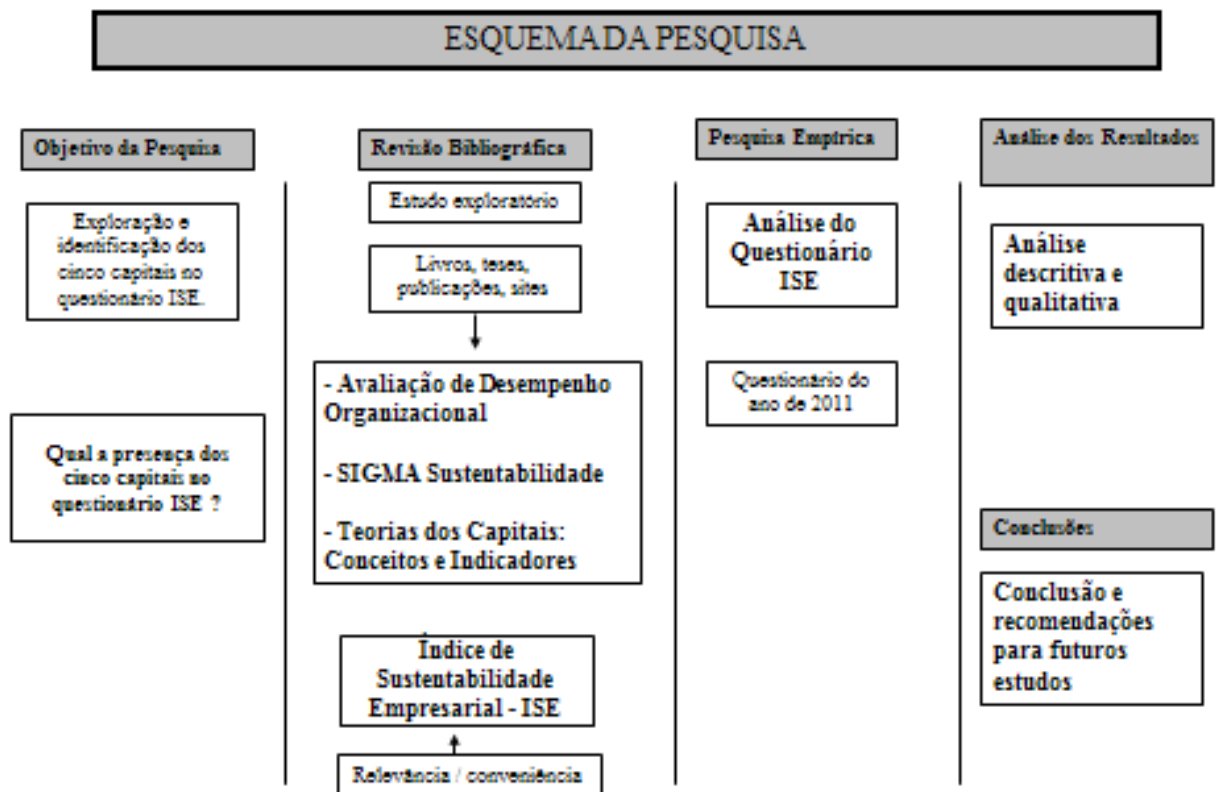 ESQUEMA DA PESQUISA
Objetivo da Pesquisa
Exploração e
identificação dos
cinco capitais no
questionário ISE.
Qual a presença dos
cinco capitais no
questionário ISE ?
Revisão Bibliográfica
Estudo exploratório
Livros, teses,
publicações, sites
- Avaliação de Desempenho
Organizacional
- SIGMA Sustentabilidade
- Teorias dos Capitais:
Conceitos e Indicadores
Índice de
Sustentabilidade
Empresarial - ISE
Relevância / conveniência
Pesquisa Empírica
Análise do
Questionário
ISE
Questionário do
ano de 2011
Análise dos Resultados
Análise
descritiva e
qualitativa
Conclusões
Conclusão e
recomendações
para futuros
estudos